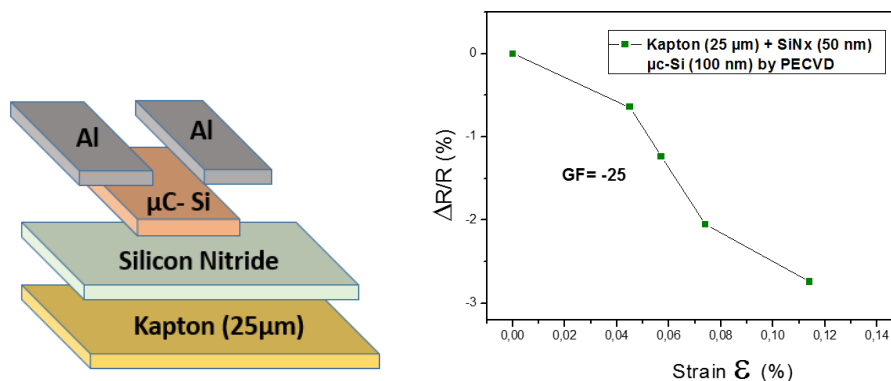 Al
Al
µC- Si
Silicon Nitride
Kapton (25µm)
Kapton (25 µm) + SiNx (50 nm)
µc-Si (100 nm) by PECVD
GF= -25
ΔR/R (%)
0
-1
-2
-3
0,00 0,02 0,04 0,06 0,08 0,10 0,12 0,14
Strain Ɛ (%)